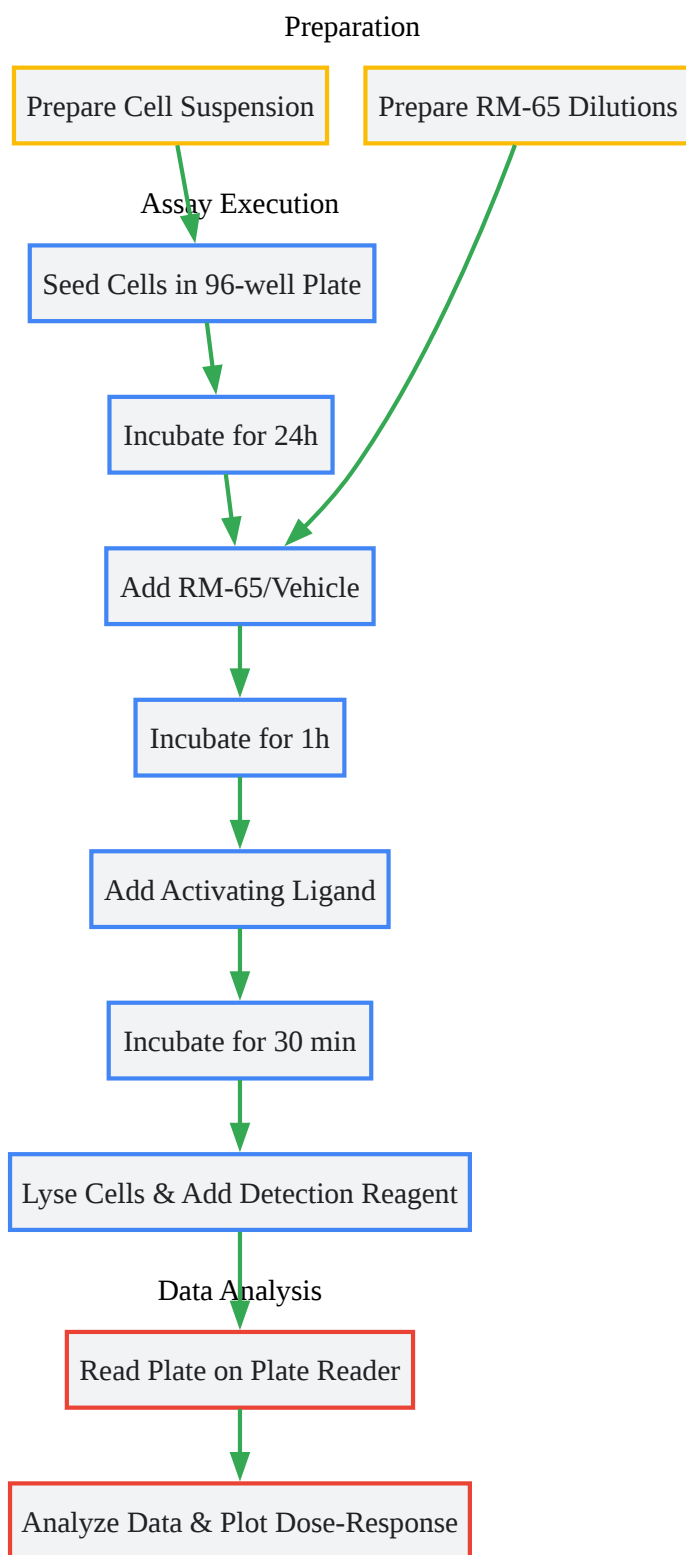 Preparation
Prepare Cell Suspension
Prepare RM-65 Dilutions
Assay Execution
Seed Cells in 96-well Plate
Incubate for 24h
Add RM-65/Vehicle
Incubate for 1h
Add Activating Ligand
Incubate for 30 min
Lyse Cells & Add Detection Reagent
Data Analysis
Read Plate on Plate Reader
Analyze Data & Plot Dose-Response